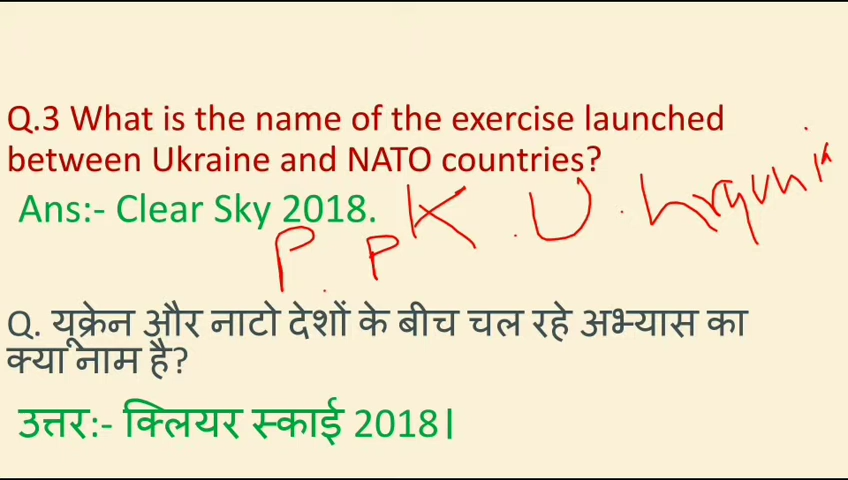 Q.3 What is the name of the exercise launched
between Ukraine and NATO countries?
Ans:- Clear Sky 2018.
P. PK. U.
Q. यूक्रेन और नाटो देशों के बीच चल रहे अभ्यास का
क्या नाम है?
उत्तर:- क्लियर स्काई 2018|